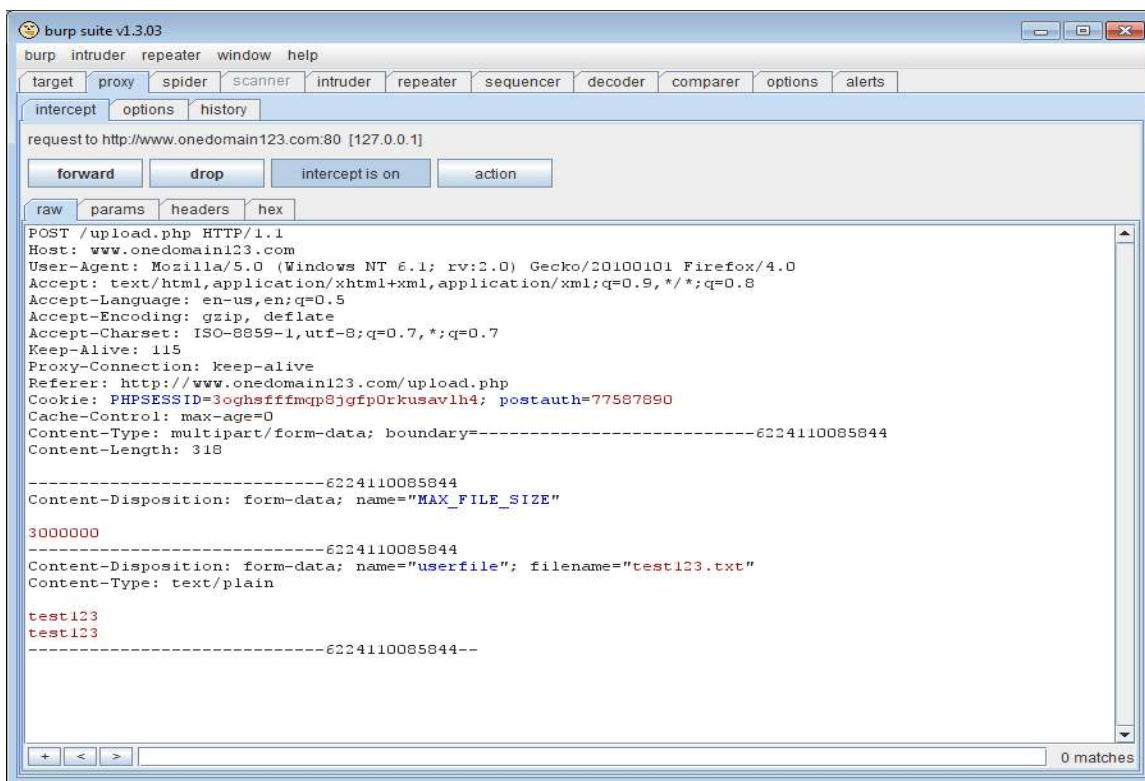 burp suite v1.3.03
burp intruder repeater window help
target proxy spider scanner intruder repeater sequencer decoder comparer options alerts
intercept options history
request to http://www.onedomain123.com:80 [127.0.0.1]
forward drop intercept is on action
raw params headers hex
POST /upload.php HTTP/1.1
Host: www.onedomain123.com
User-Agent: Mozilla/5.0 (Windows NT 6.1; rv:2.0) Gecko/20100101 Firefox/4.0
Accept: text/html,application/xhtml+xml,application/xml;q=0.9,*/*;q=0.8
Accept-Language: en-us,en;q=0.5
Accept-Encoding: gzip, deflate
Accept-Charset: ISO-8859-1,utf-8;q=0.7,*;q=0.7
Keep-Alive: 115
Proxy-Connection: keep-alive
Referer: http://www.onedomain123.com/upload.php
Cookie: PHPSESSID=3oghsfffmqp8jgfp0rkusavlh4; postauth=77587890
Cache-Control: max-age=0
Content-Type: multipart/form-data; boundary=---------------------------6224110085844
Content-Length: 318
-----------------------------6224110085844
Content-Disposition: form-data; name="MAX_FILE_SIZE"
3000000
-----------------------------6224110085844
Content-Disposition: form-data; name="userfile"; filename="test123.txt"
Content-Type: text/plain
test123
test123
-----------------------------6224110085844--
+ < > 0 matches